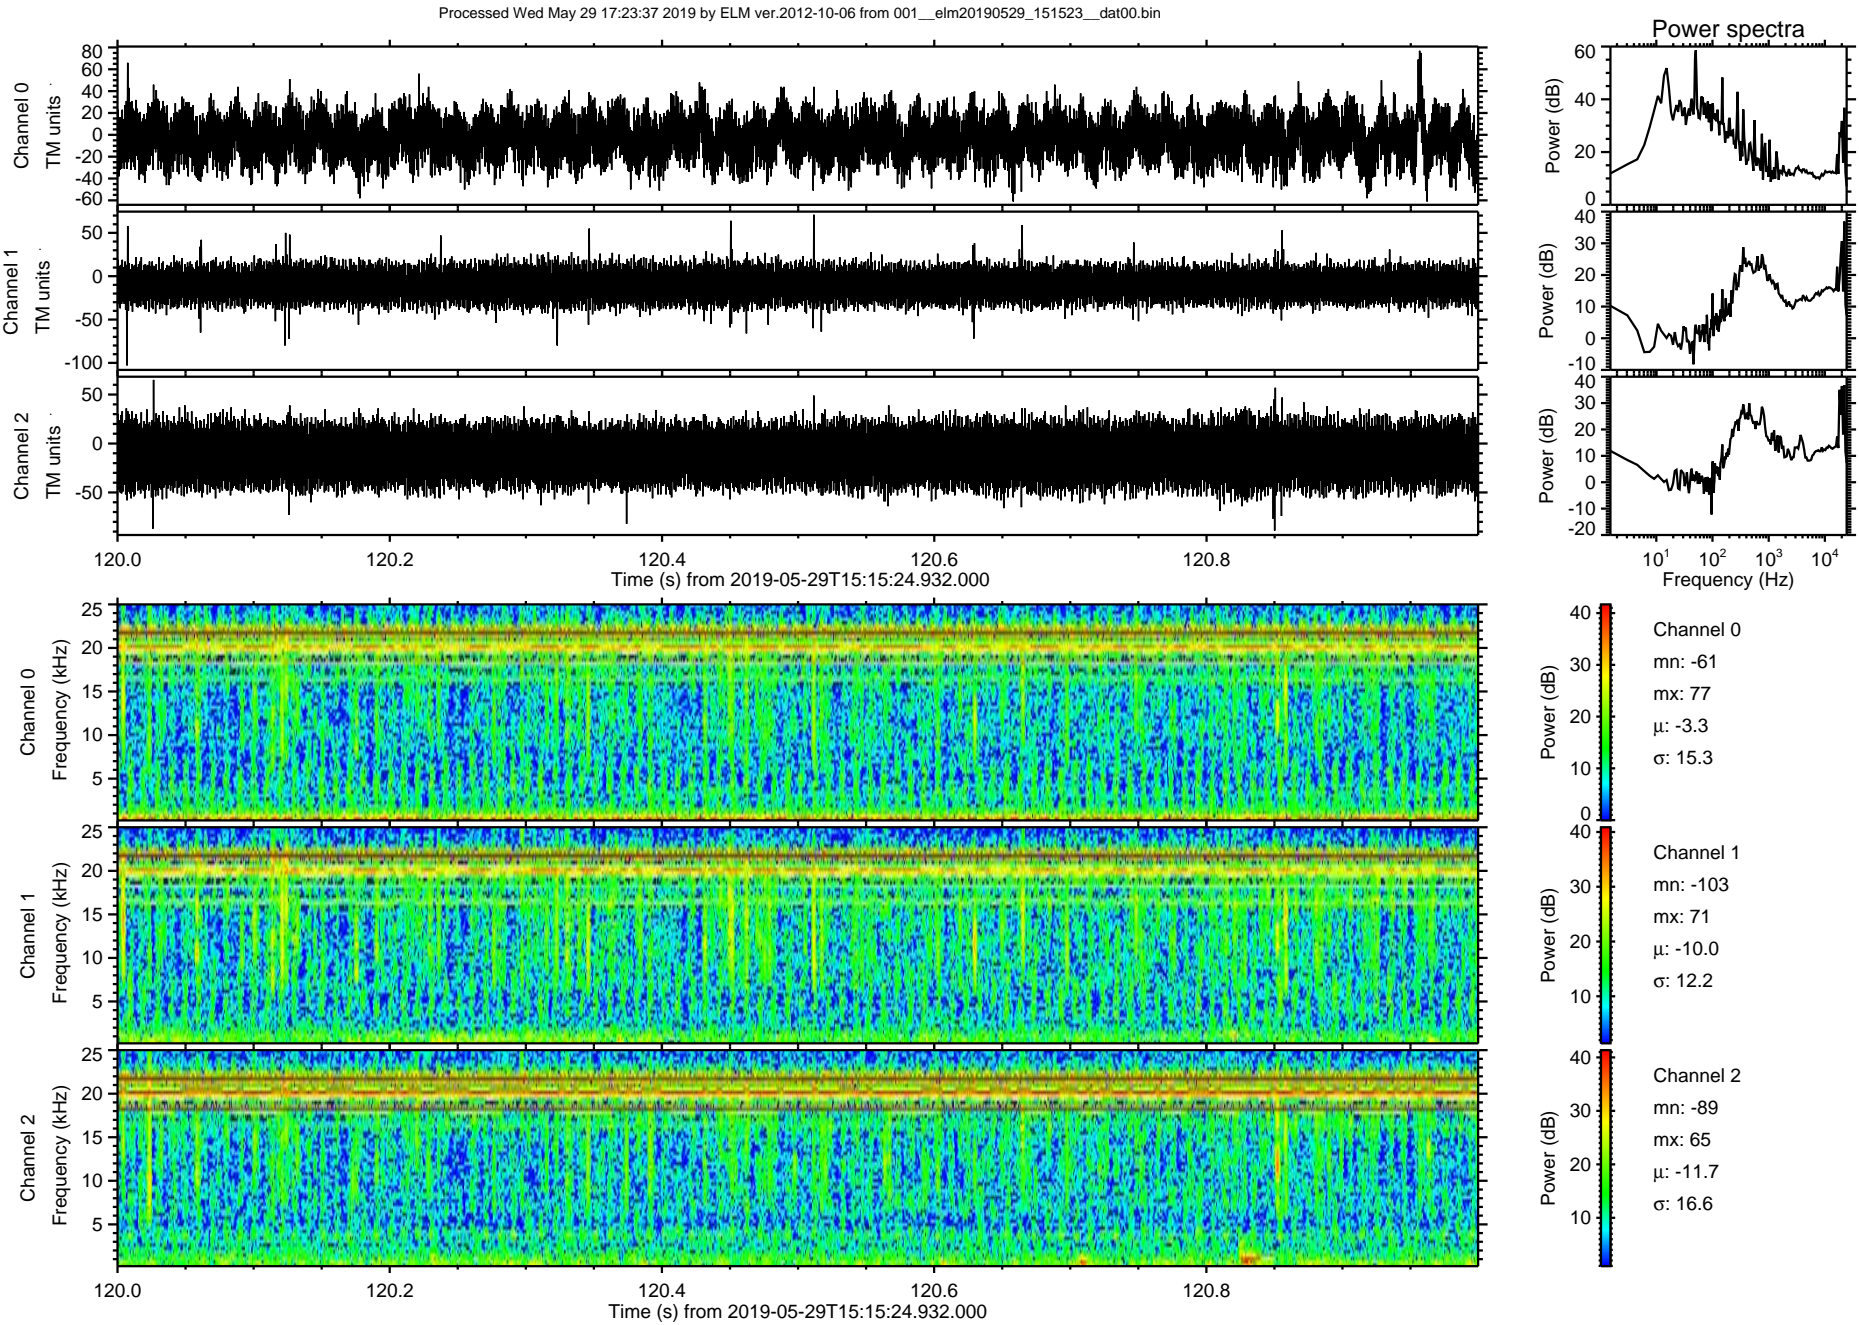 Processed Wed May 29 17:23:37 2019 by ELM ver.2012-10-06 from 001__elm20190529_151523__dat00.bin
Power spectra
Channel 0
TM units
80
60
40
20
0
-20
-40
-60
Power (dB)
60
40
20
0
Channel 1
TM units
50
0
-50
-100
Power (dB)
40
30
20
10
0
-10
Channel 2
TM units
50
0
-50
Power (dB)
40
30
20
10
0
-10
-20
120.0 120.2 120.4 120.6 120.8
Time (s) from 2019-05-29T15:15:24.932.000
10¹ 10² 10³ 10⁴
Frequency (Hz)
Channel 0
Frequency (kHz)
25
20
15
10
5
Power (dB)
40
30
20
10
0
Channel 0
mn: -61
mx: 77
µ: -3.3
σ: 15.3
Channel 1
Frequency (kHz)
25
20
15
10
5
Power (dB)
40
30
20
10
Channel 1
mn: -103
mx: 71
µ: -10.0
σ: 12.2
Channel 2
Frequency (kHz)
25
20
15
10
5
Power (dB)
40
30
20
10
Channel 2
mn: -89
mx: 65
µ: -11.7
σ: 16.6
120.0 120.2 120.4 120.6 120.8
Time (s) from 2019-05-29T15:15:24.932.000